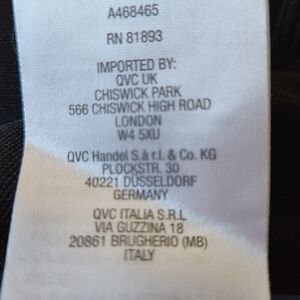 A468465
RN 81893
IMPORTED BY:
QVC UK
CHISWICK PARK
566 CHISWICK HIGH ROAD
LONDON
W4 5XU
QVC Handel S.à r.l. & Co. KG
PLOCKSTR. 30
40221 DÜSSELDORF
GERMANY
QVC ITALIA S.R.L
VIA GUZZINA 18
20861 BRUGHERIO (MB)
ITALY